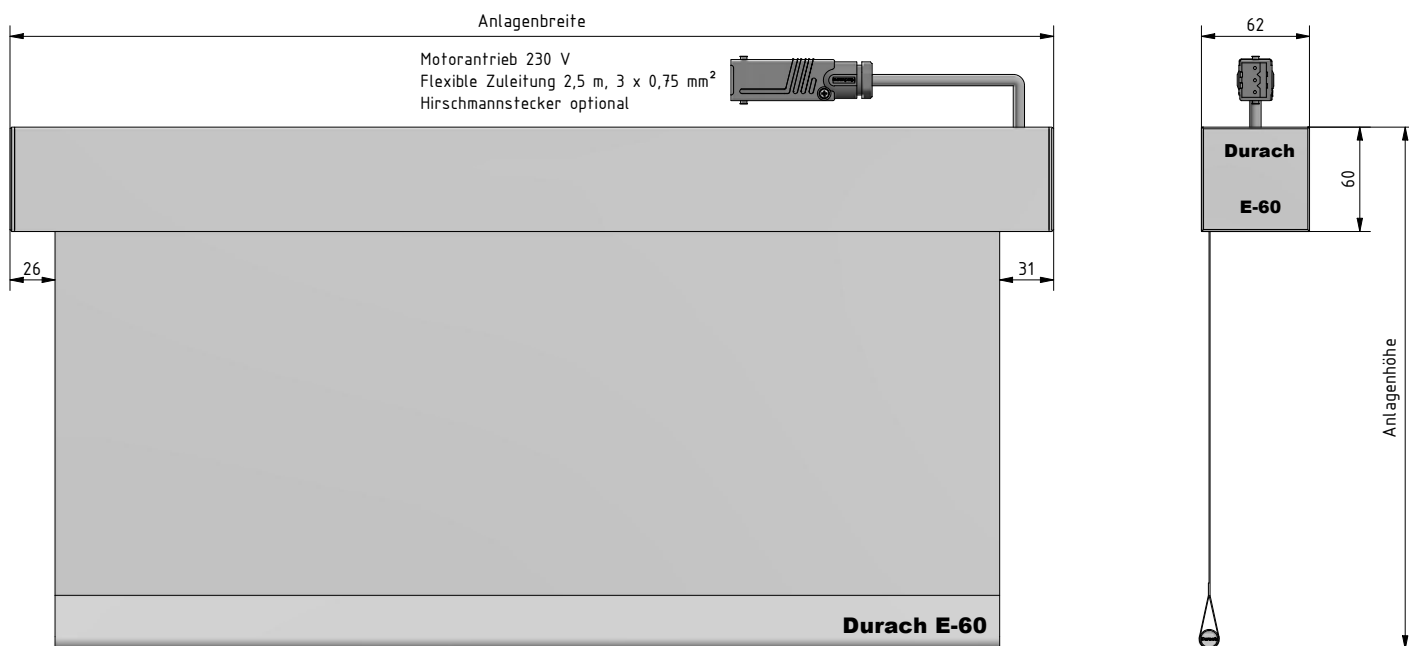 Anlagenbreite
62
Motorantrieb 230 V
Flexible Zuleitung 2,5 m, 3 x 0,75 mm²
Hirschmannstecker optional
Durach
E-60
60
26
31
Anlagenhöhe
Durach E-60